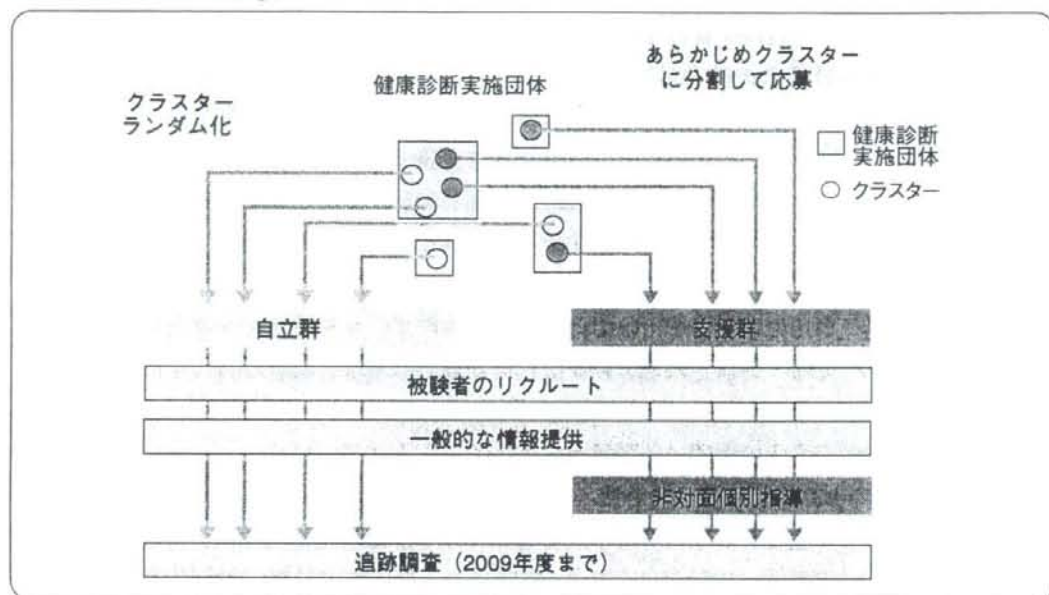 あらかじめクラスター
に分割して応募
健康診断実施団体
クラスター
ランダム化
健康診断
実施団体
クラスター
自立群
支援群
被験者のリクルート
一般的な情報提供
非対面個別指導
追跡調査（2009年度まで）